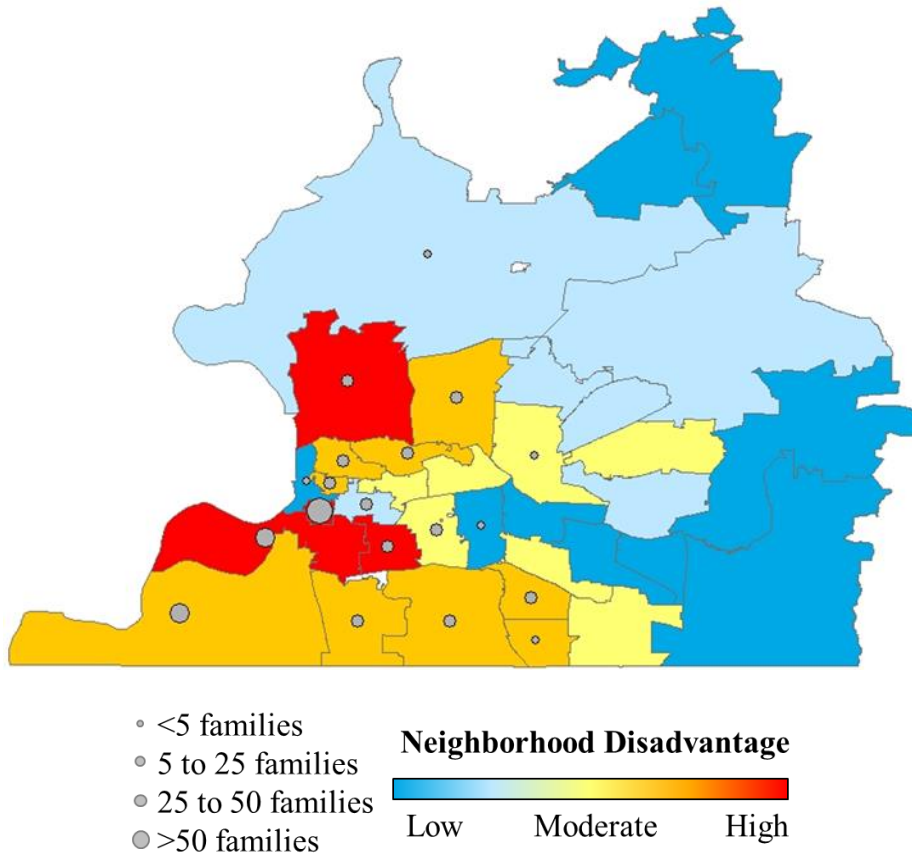 <5 families
5 to 25 families
25 to 50 families
>50 families
Neighborhood Disadvantage
Low Moderate High